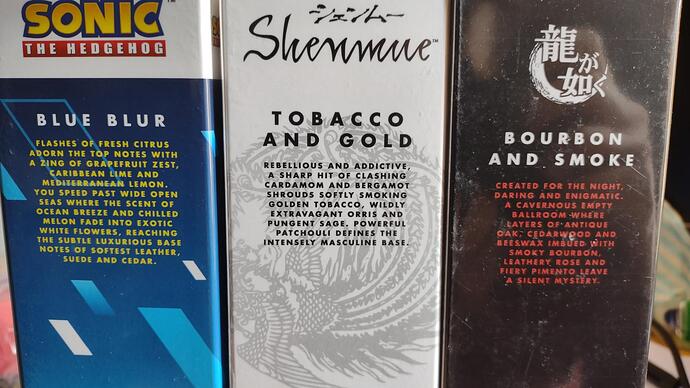 SONIC
THE HEDGEHOG
™
BLUE BLUR
FLASHES OF FRESH CITRUS
ADORN THE TOP NOTES WITH
A ZING OF GRAPEFRUIT ZEST,
CARIBBEAN LIME AND
MEDITERRANEAN LEMON.
YOU SPEED PAST WIDE OPEN
SEAS WHERE THE SCENT OF
OCEAN BREEZE AND CHILLED
MELON FADE INTO EXOTIC
WHITE FLOWERS, REACHING
THE SUBTLE LUXURIOUS BASE
NOTES OF SOFTEST LEATHER,
SUEDE AND CEDAR.
シェンムー
Shenmue™
TOBACCO
AND GOLD
REBELLIOUS AND ADDICTIVE,
A SHARP HIT OF CLASHING
CARDAMOM AND BERGAMOT
SHROUDS SOFTLY SMOKING
GOLDEN TOBACCO, WILDLY
EXTRAVAGANT ORRIS AND
PUNGENT SAGE. POWERFUL
PATCHOULI DEFINES THE
INTENSELY MASCULINE BASE.
龍が
如く
BOURBON
AND SMOKE
CREATED FOR THE NIGHT,
DARING AND ENIGMATIC.
A CAVERNOUS EMPTY
BALLROOM WHERE
LAYERS OF ANTIQUE
OAK, CEDARWOOD AND
BEESWAX IMBUED WITH
SMOKY BOURBON,
LEATHERY ROSE AND
FIERY PIMENTO LEAVE
A SILENT MYSTERY.